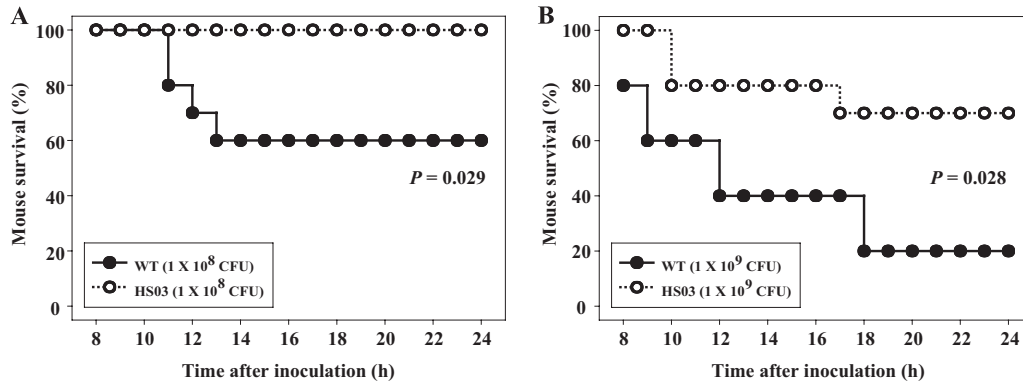 A
100
80
60
40
20
0
Mouse survival (%)
P = 0.029
WT (1 X 10^8 CFU)
HS03 (1 X 10^8 CFU)
8 10 12 14 16 18 20 22 24
Time after inoculation (h)
B
100
80
60
40
20
0
Mouse survival (%)
P = 0.028
WT (1 X 10^9 CFU)
HS03 (1 X 10^9 CFU)
8 10 12 14 16 18 20 22 24
Time after inoculation (h)